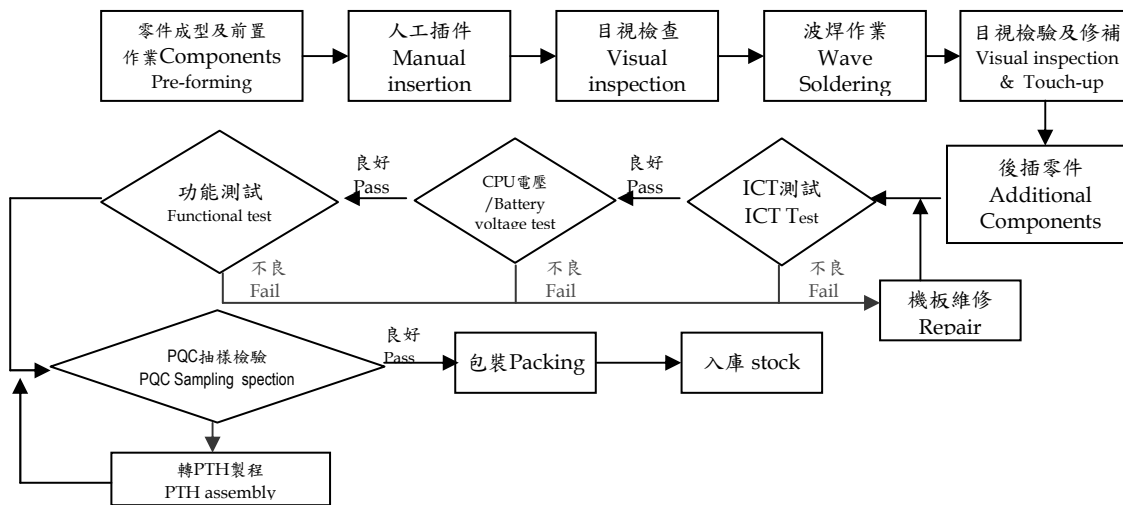 零件成型及前置
作業Components
Pre-forming
人工插件
Manual
insertion
目視檢查
Visual
inspection
波焊作業
Wave
Soldering
目視檢驗及修補
Visual inspection
& Touch-up
功能測試
Functional test
良好
Pass
CPU電壓
/Battery
voltage test
良好
Pass
ICT測試
ICT Test
後插零件
Additional
Components
不良
Fail
不良
Fail
不良
Fail
機板維修
Repair
PQC抽樣檢驗
PQC Sampling spection
良好
Pass
包裝Packing
入庫 stock
轉PTH製程
PTH assembly